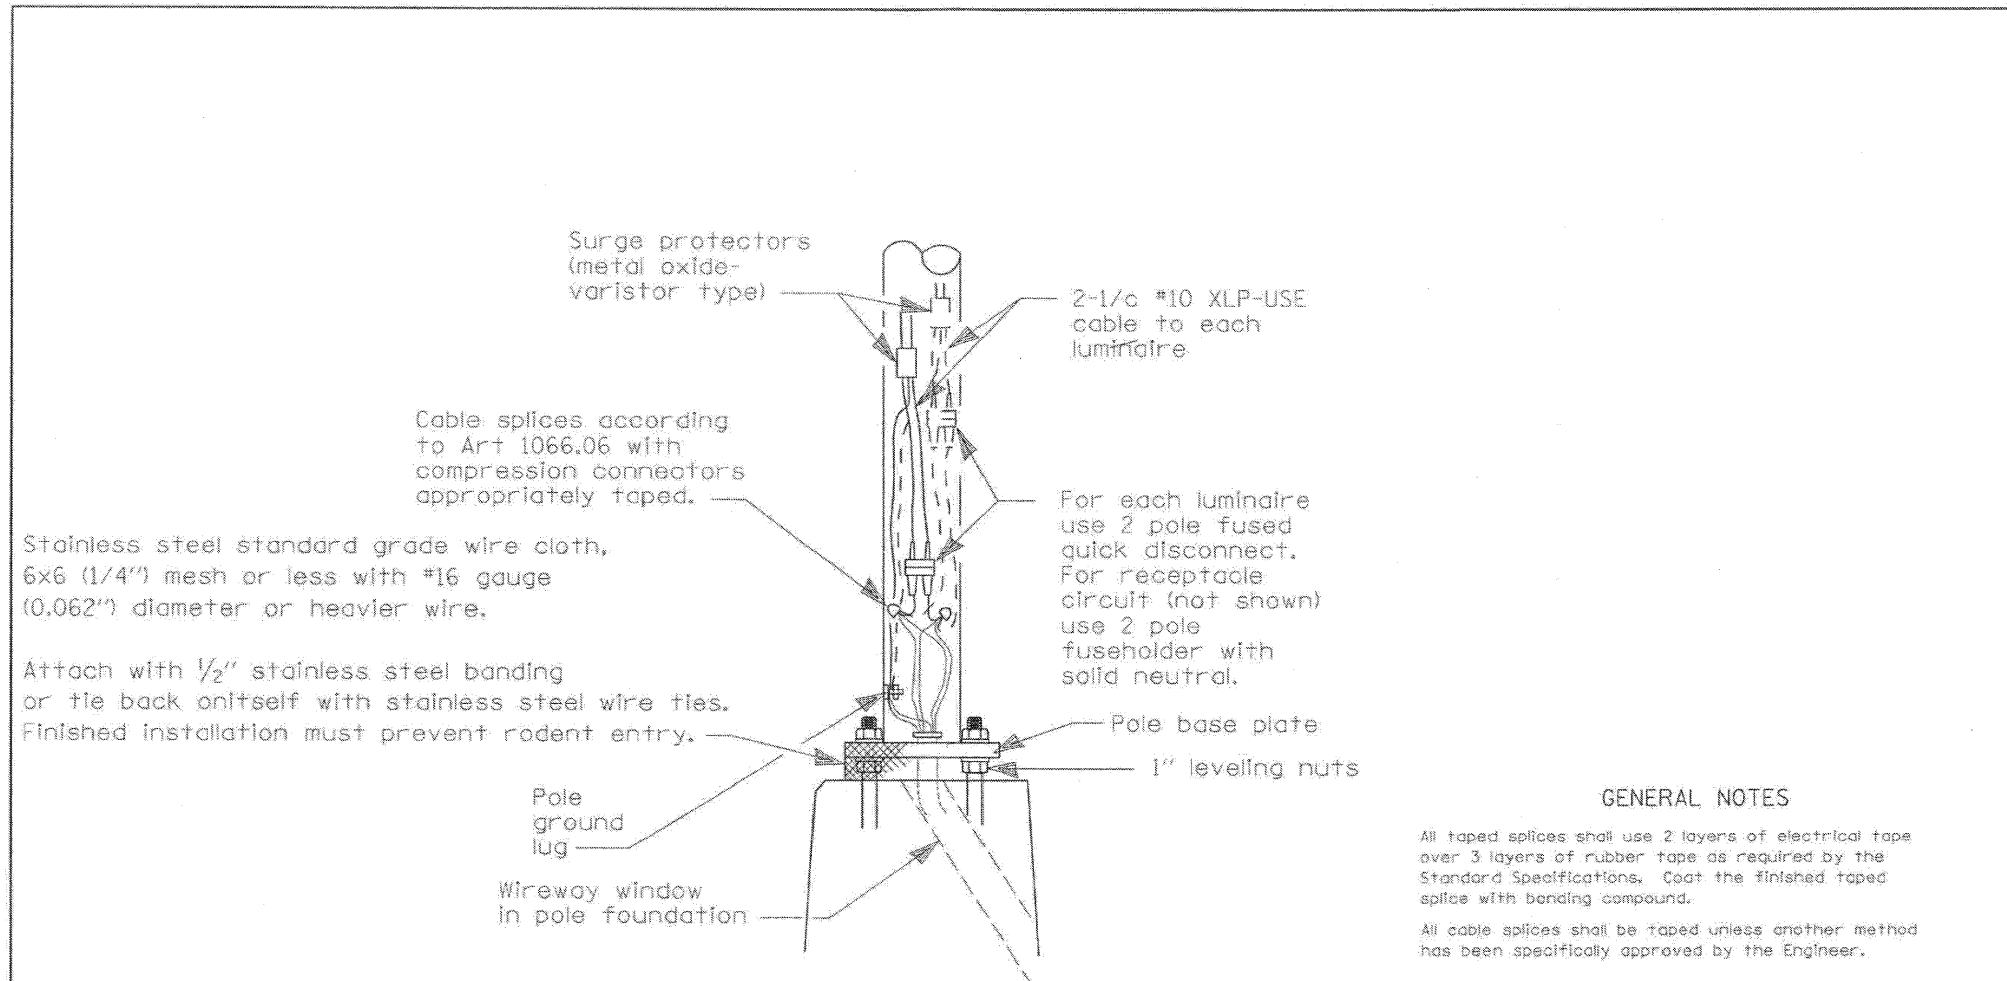 Surge protectors
(metal oxide-
varistor type)
2-1/c #10 XLP-USE
cable to each
luminaire
Cable splices according
to Art 1066.06 with
compression connectors
appropriately taped.
For each luminaire
use 2 pole fused
quick disconnect.
For receptacle
circuit (not shown)
use 2 pole
fuseholder with
solid neutral.
Stainless steel standard grade wire cloth,
6x6 (1/4") mesh or less with #16 gauge
(0.062") diameter or heavier wire.
Attach with 1/2" stainless steel banding
or tie back onitself with stainless steel wire ties.
Finished installation must prevent rodent entry.
Pole base plate
1" leveling nuts
Pole
ground
lug
Wireway window
in pole foundation
GENERAL NOTES
All taped splices shall use 2 layers of electrical tape
over 3 layers of rubber tape as required by the
Standard Specifications. Coat the finished taped
splice with bonding compound.
All cable splices shall be taped unless another method
has been specifically approved by the Engineer.